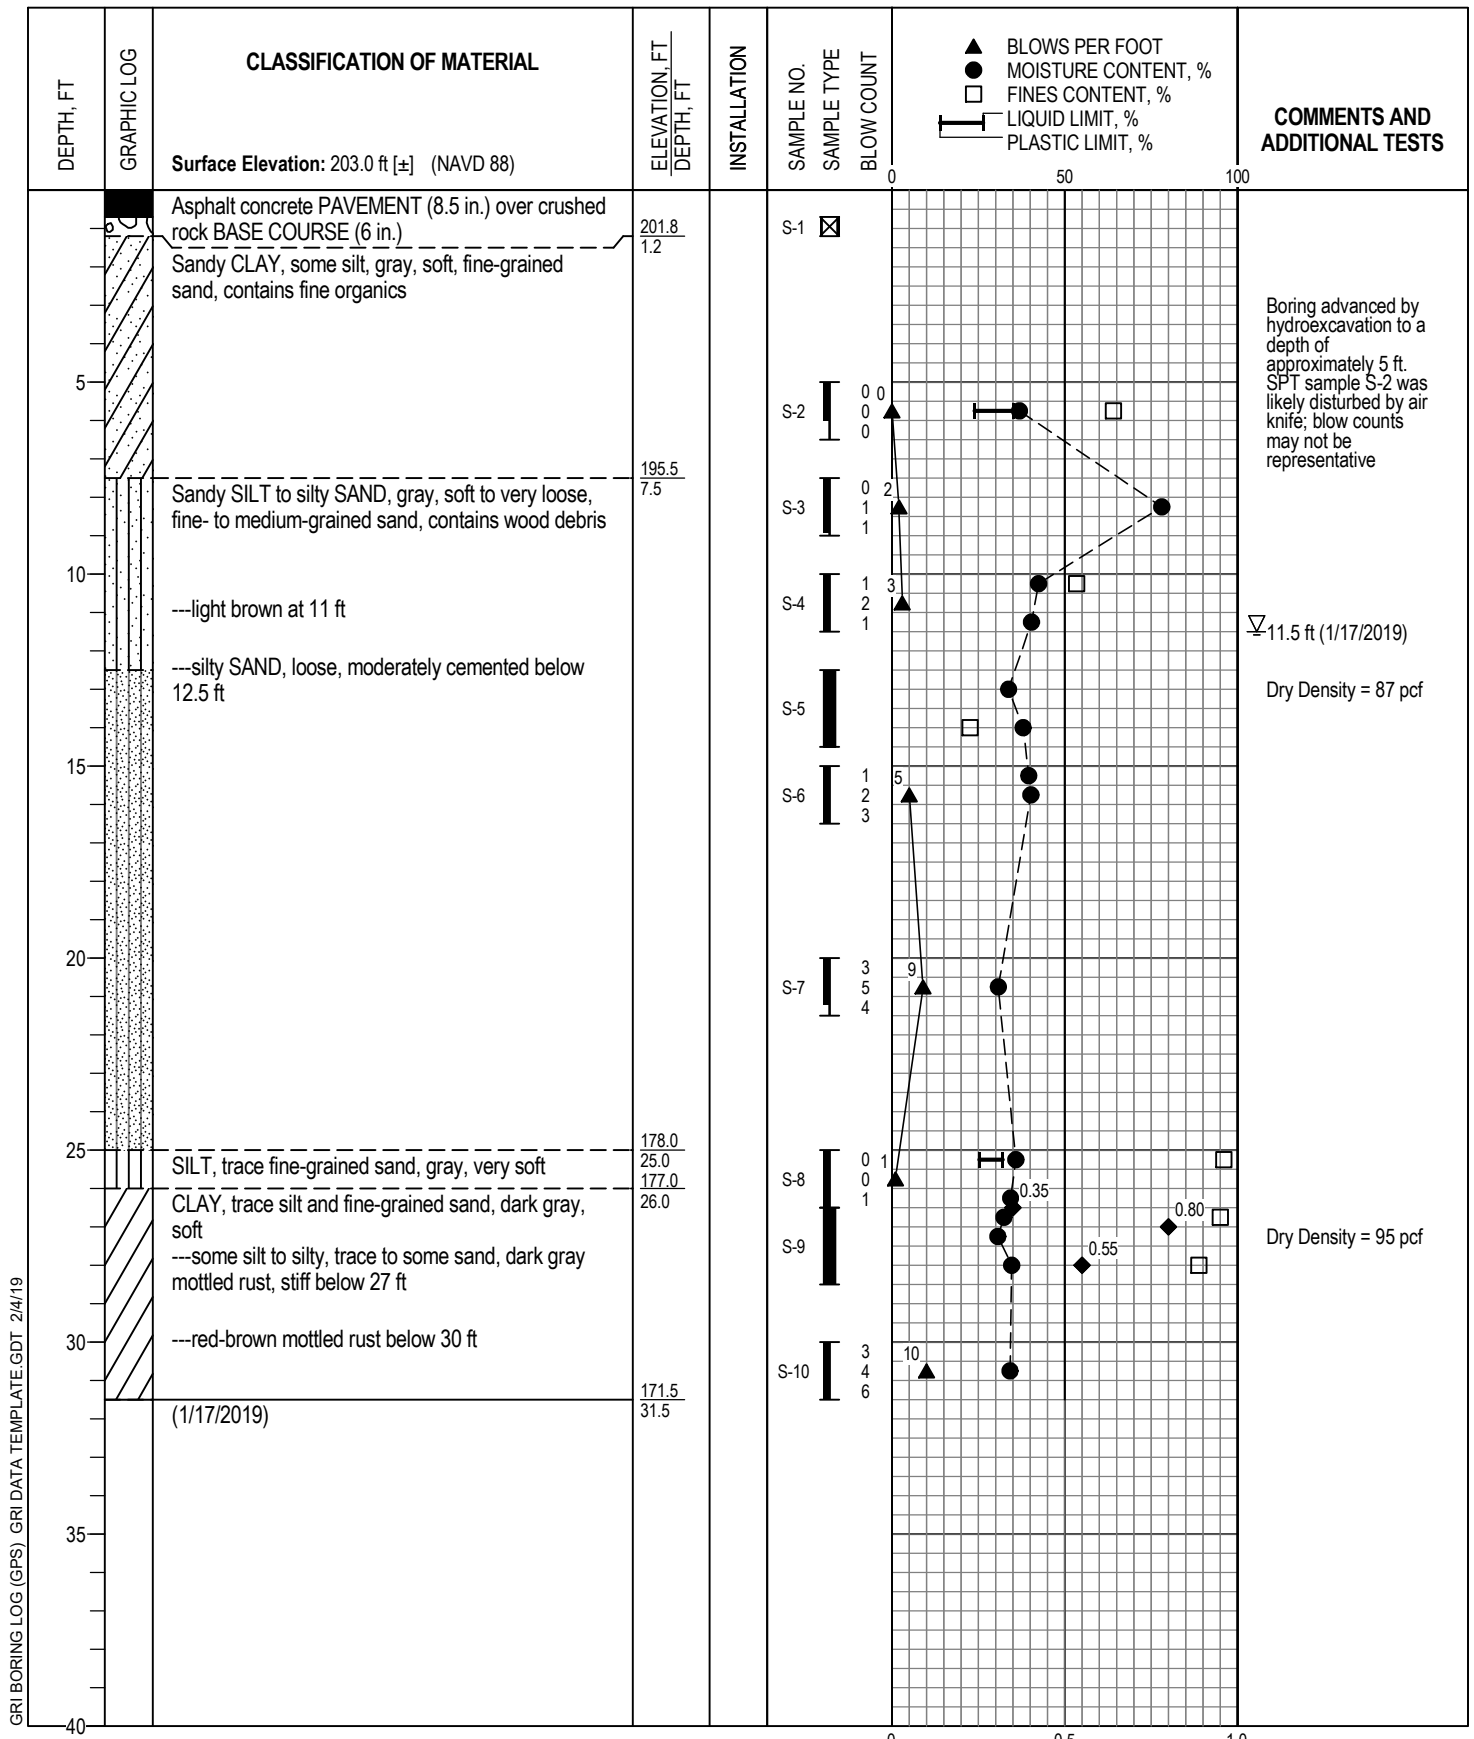 DEPTH, FT
GRAPHIC LOG
CLASSIFICATION OF MATERIAL
Surface Elevation: 203.0 ft [±] (NAVD 88)
ELEVATION, FT
DEPTH, FT
INSTALLATION
SAMPLE NO.
SAMPLE TYPE
BLOW COUNT
BLOWS PER FOOT
MOISTURE CONTENT, %
FINES CONTENT, %
LIQUID LIMIT, %
PLASTIC LIMIT, %
0 50 100
COMMENTS AND
ADDITIONAL TESTS
Asphalt concrete PAVEMENT (8.5 in.) over crushed
rock BASE COURSE (6 in.)
201.8
1.2
S-1
Sandy CLAY, some silt, gray, soft, fine-grained
sand, contains fine organics
Boring advanced by
hydroexcavation to a
depth of
approximately 5 ft.
SPT sample S-2 was
likely disturbed by air
knife; blow counts
may not be
representative
5
S-2
0
0
0
0
195.5
7.5
Sandy SILT to silty SAND, gray, soft to very loose,
fine- to medium-grained sand, contains wood debris
S-3
0
1
1
2
10
---light brown at 11 ft
S-4
1
2
1
3
11.5 ft (1/17/2019)
---silty SAND, loose, moderately cemented below
12.5 ft
S-5
Dry Density = 87 pcf
15
S-6
1
2
3
5
20
S-7
3
5
4
9
178.0
25.0
25
SILT, trace fine-grained sand, gray, very soft
177.0
26.0
S-8
0
0
1
1
CLAY, trace silt and fine-grained sand, dark gray,
soft
0.35
0.80
---some silt to silty, trace to some sand, dark gray
mottled rust, stiff below 27 ft
S-9
0.55
Dry Density = 95 pcf
30
---red-brown mottled rust below 30 ft
S-10
3
4
6
10
171.5
31.5
(1/17/2019)
35
40
0 0.5 1.0
GRI BORING LOG (GPS) GRI DATA TEMPLATE.GDT 2/4/19